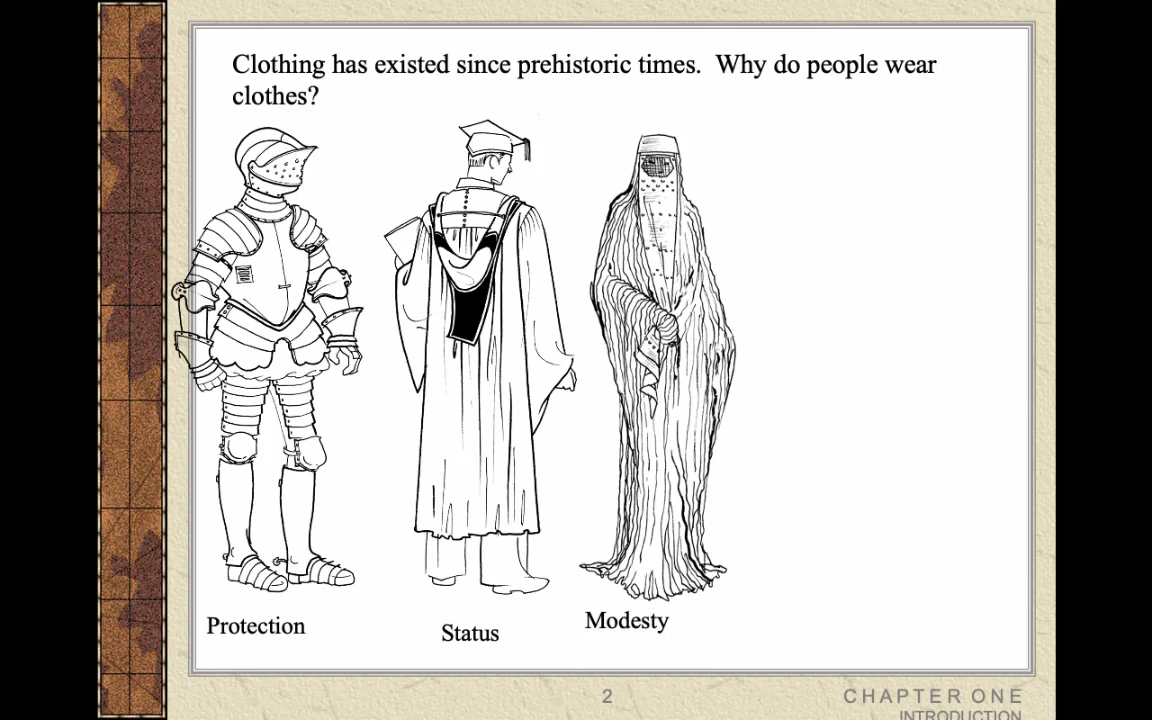 Clothing has existed since prehistoric times.  Why do people wear
clothes?
Protection
Status
Modesty
2
CHAPTER ONE
INTRODUCTION